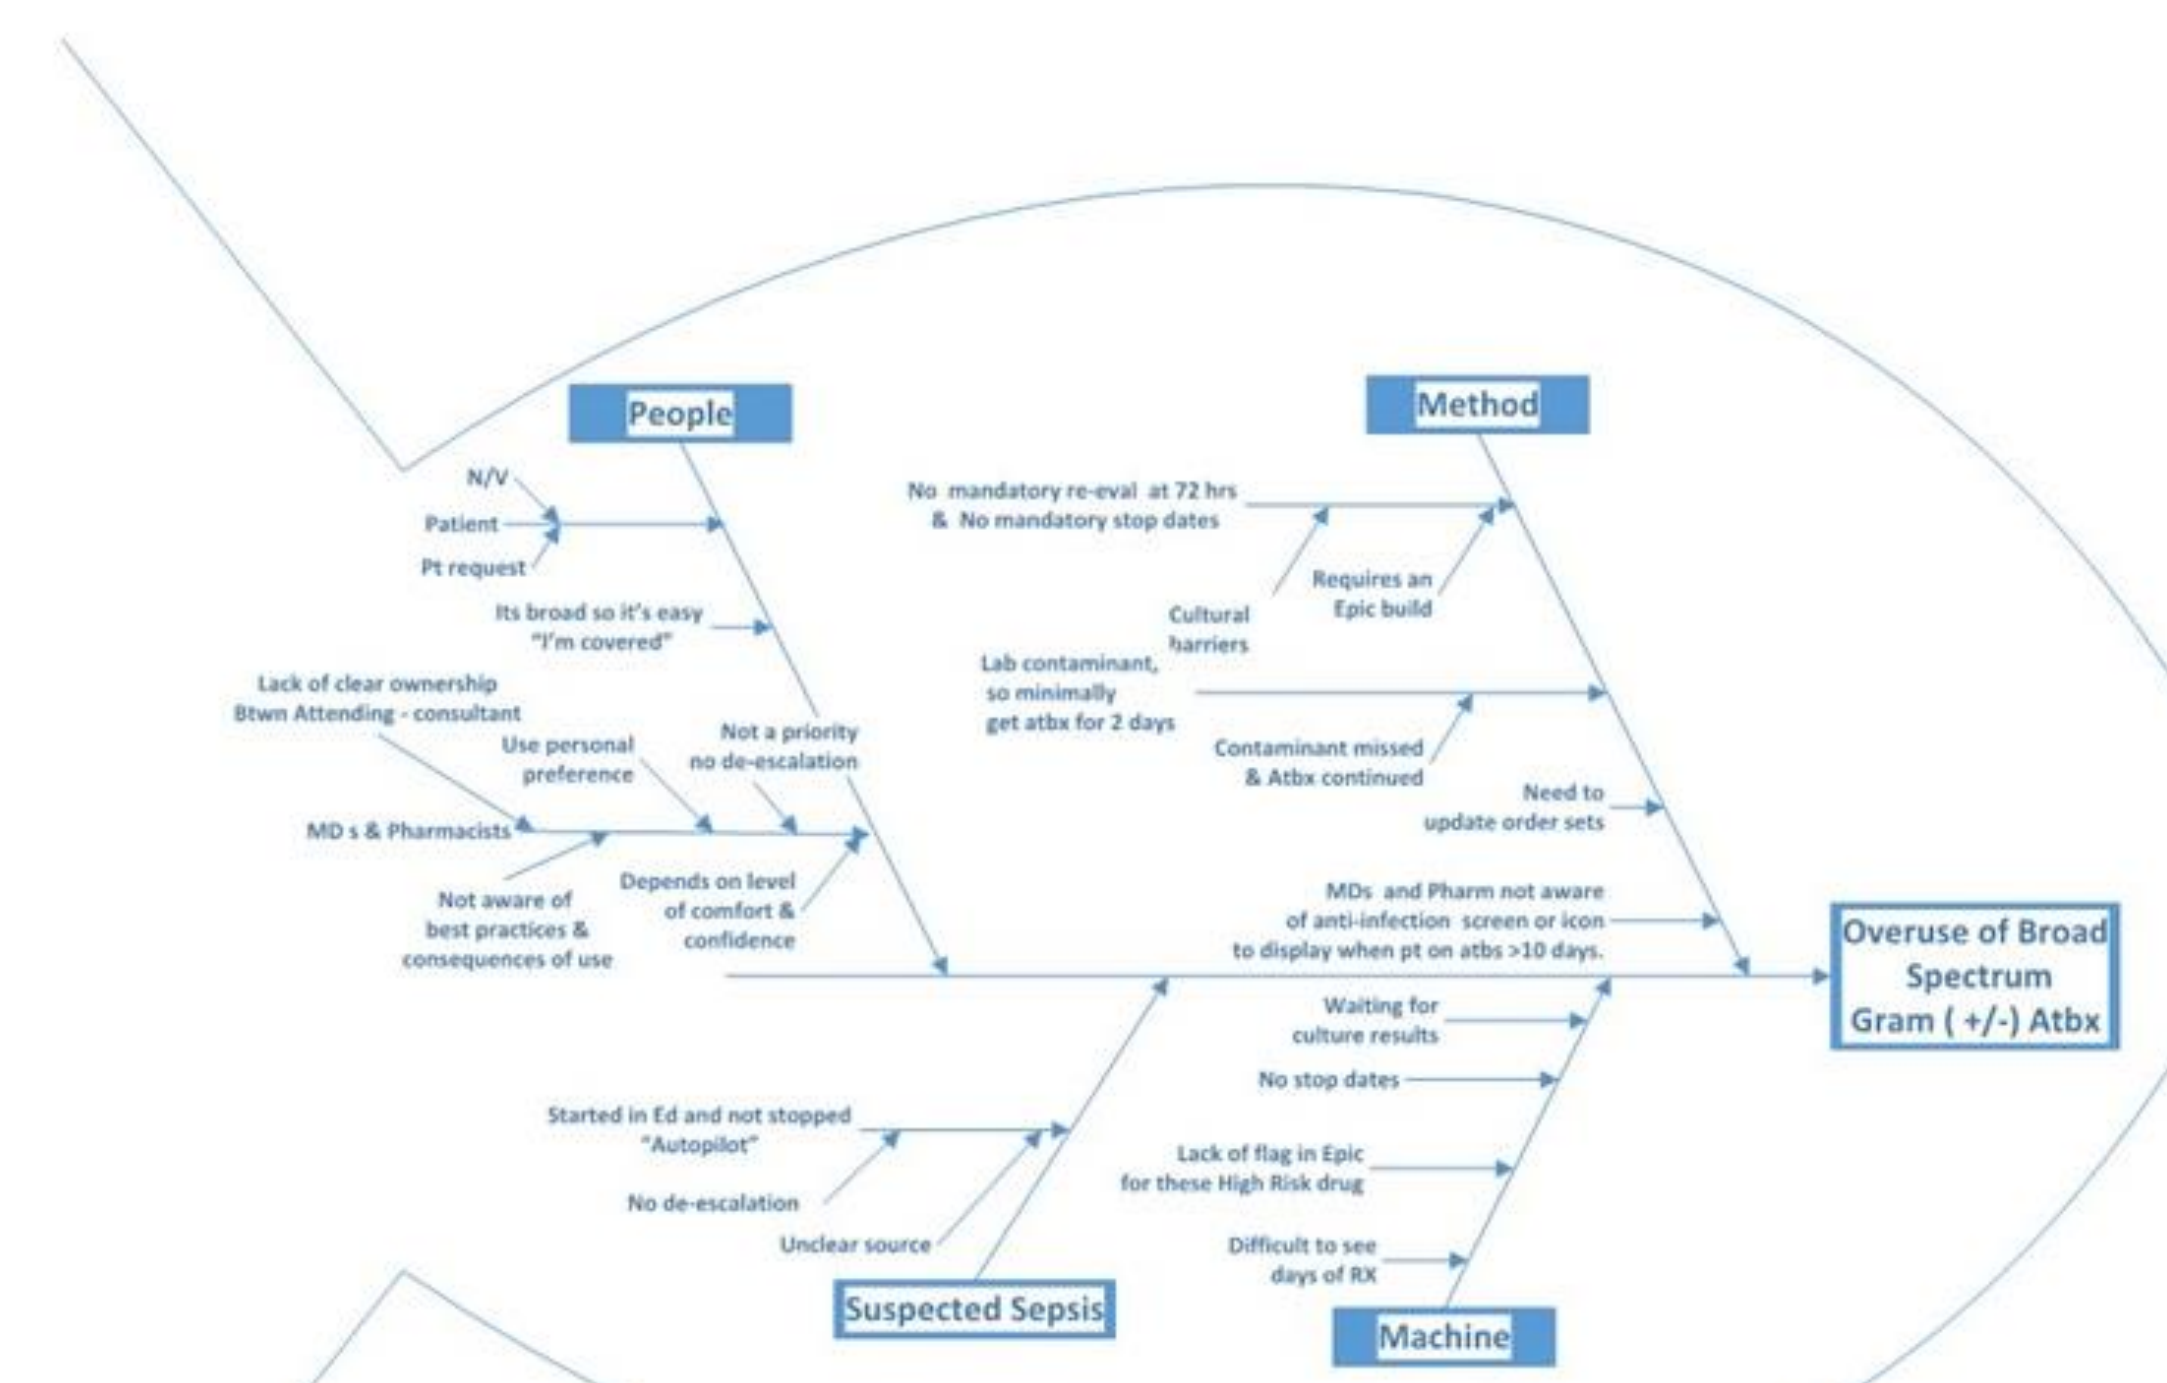 People
Method
N/V
Patient
Pt request
Its broad so it's easy
"I'm covered"
Lack of clear ownership
Btwn Attending - consultant
Use personal
preference
Not a priority
no de-escalation
MD s & Pharmacists
Not aware of
best practices &
consequences of use
Depends on level
of comfort &
confidence
No mandatory re-eval at 72 hrs
& No mandatory stop dates
Cultural
barriers
Requires an
Epic build
Lab contaminant,
so minimally
get atbx for 2 days
Contaminant missed
& Atbx continued
Need to
update order sets
MDs and Pharm not aware
of anti-infection screen or icon
to display when pt on atbs >10 days.
Overuse of Broad
Spectrum
Gram ( +/-) Atbx
Waiting for
culture results
No stop dates
Lack of flag in Epic
for these High Risk drug
Difficult to see
days of RX
Started in Ed and not stopped
"Autopilot"
No de-escalation
Unclear source
Suspected Sepsis
Machine